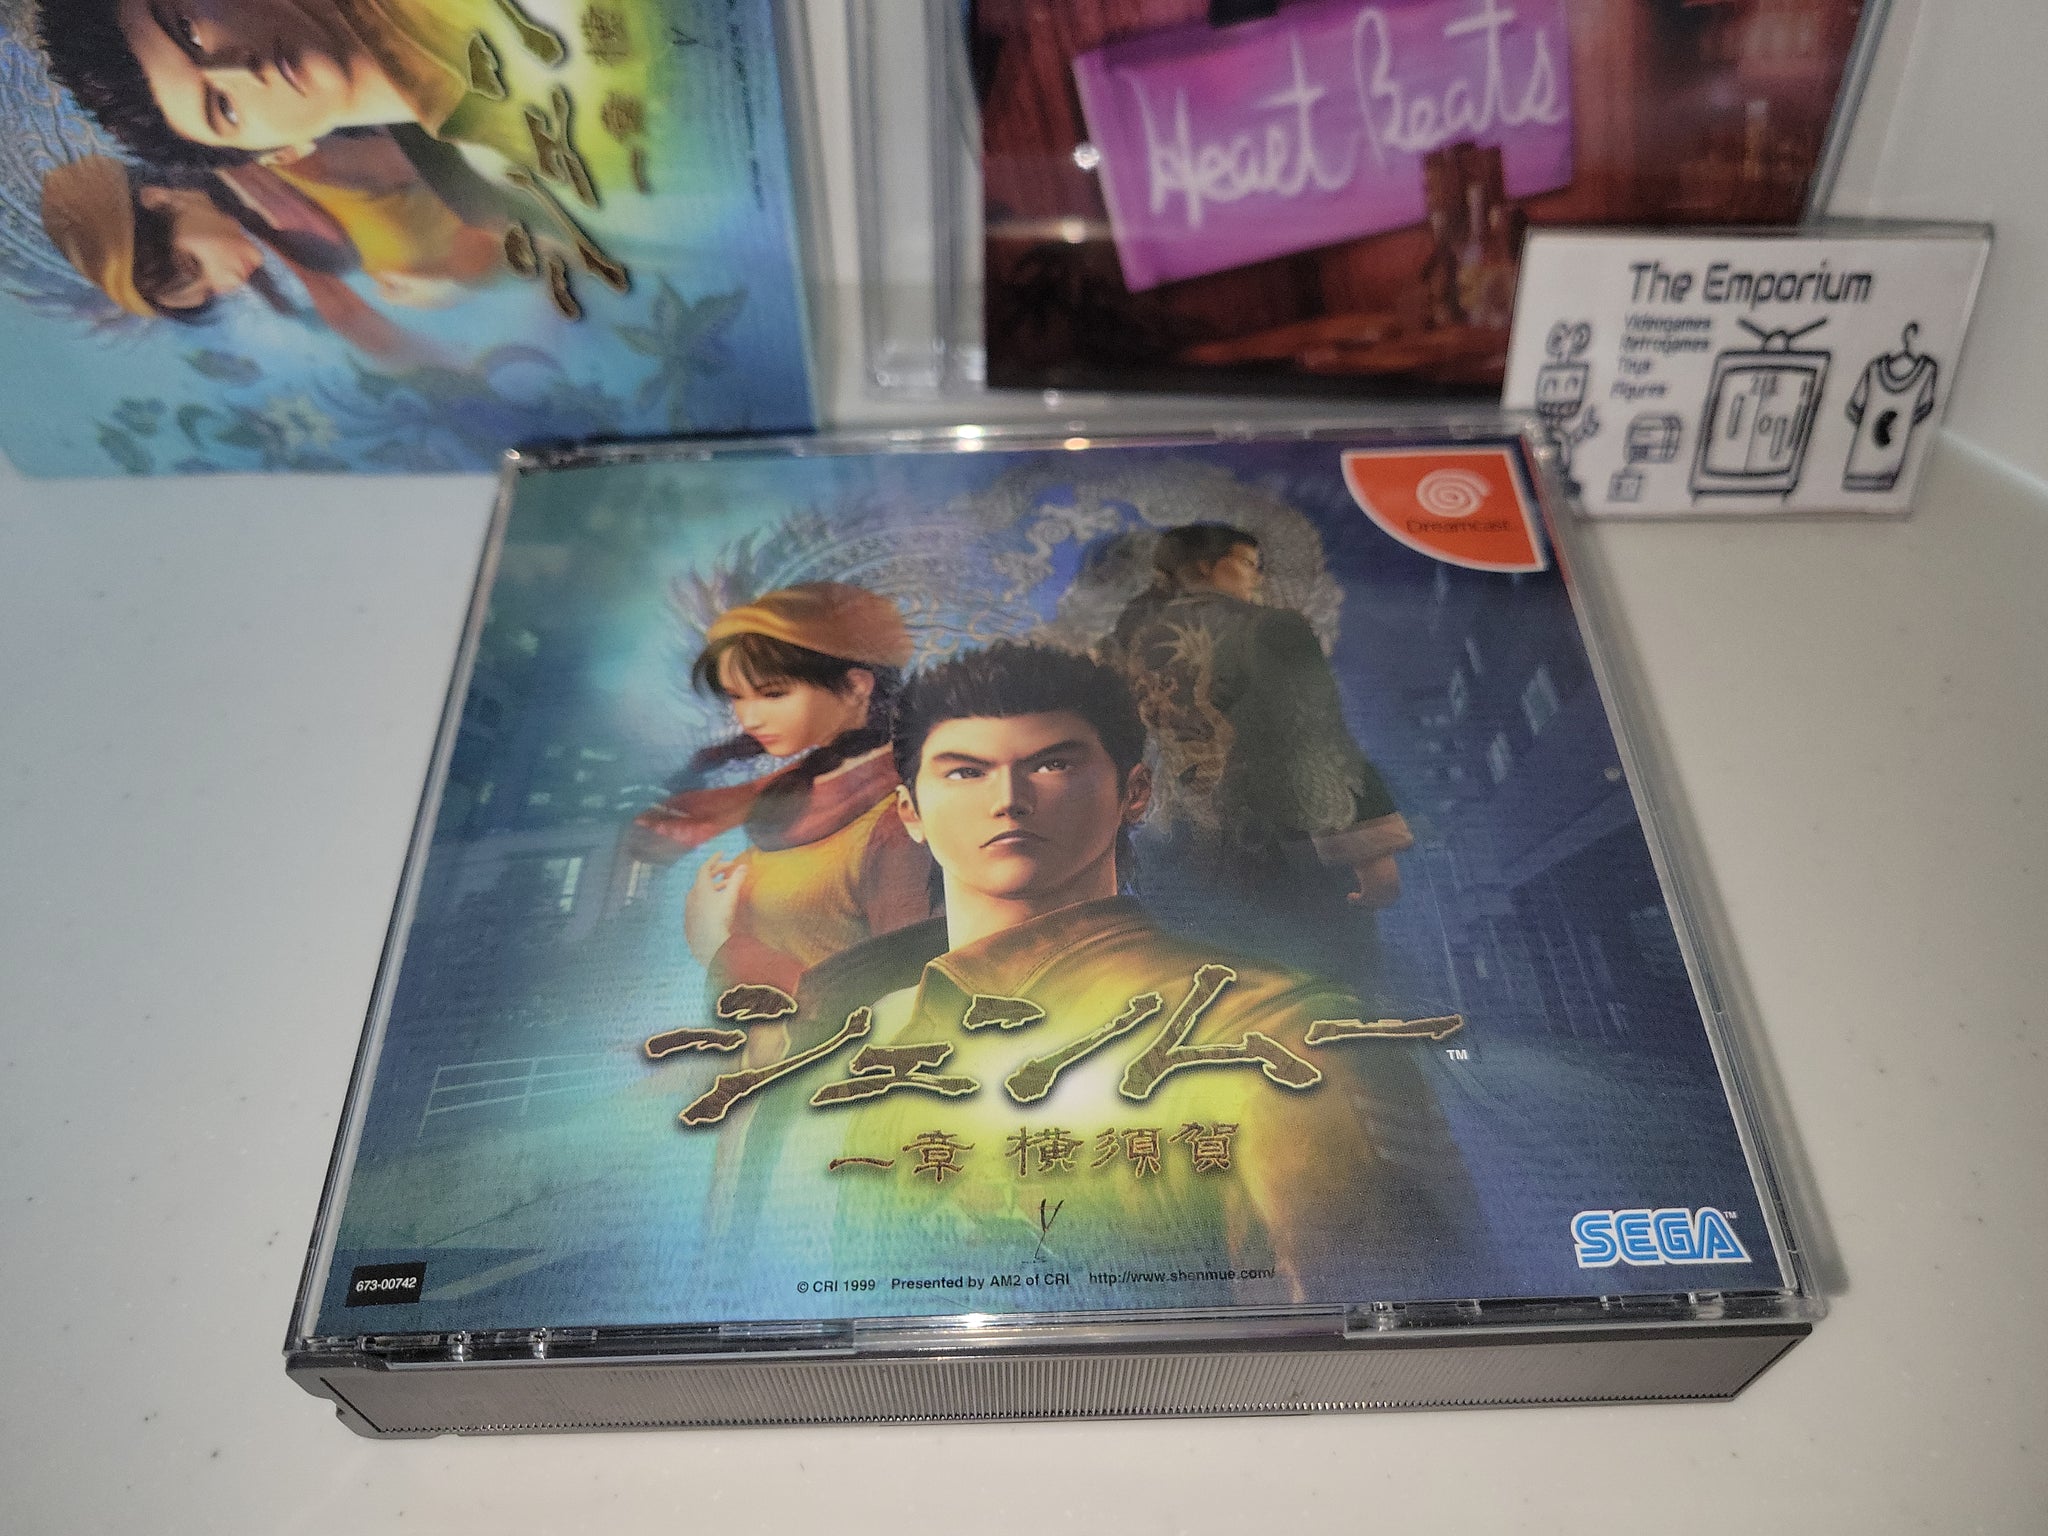 Heart Beats
The Emporium
Videogames
Retrogames
Toys
Figures
Dreamcast
シェンムー
TM
一章 横須賀
SEGA TM
673-00742
© CRI 1999 Presented by AM2 of CRI http://www.shenmue.com/